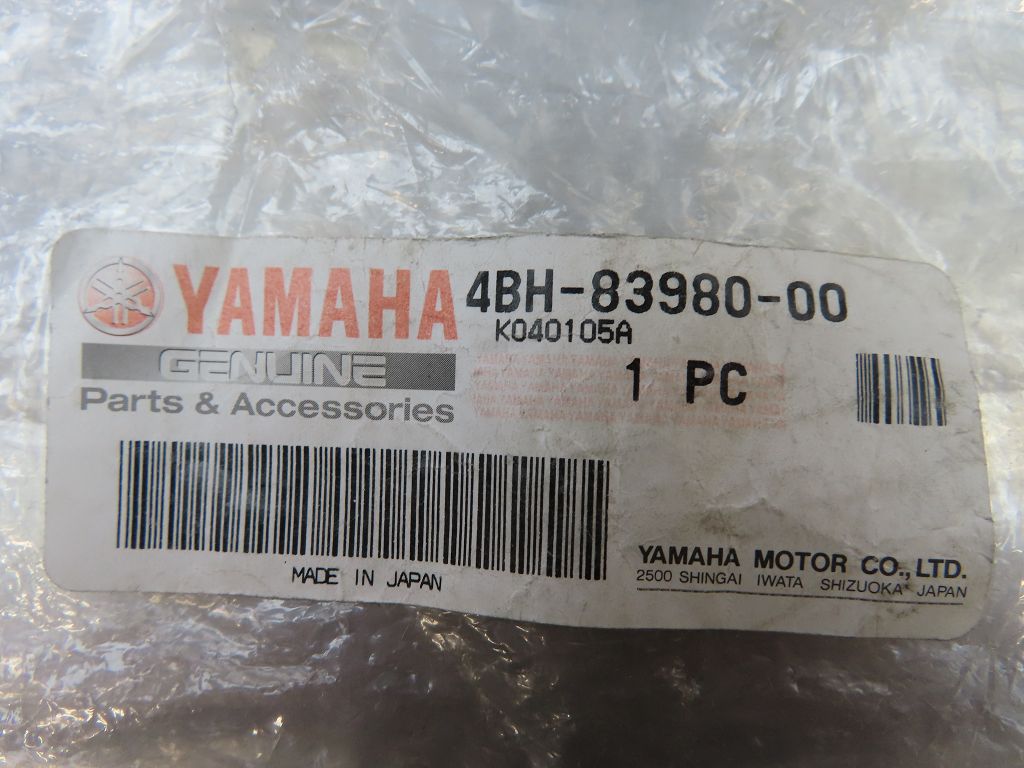 YAMAHA 4BH-83980-00
K040105A
GENUINE
1 PC
Parts & Accessories
MADE IN JAPAN
YAMAHA MOTOR CO., LTD.
2500 SHINGAI IWATA SHIZUOKA JAPAN